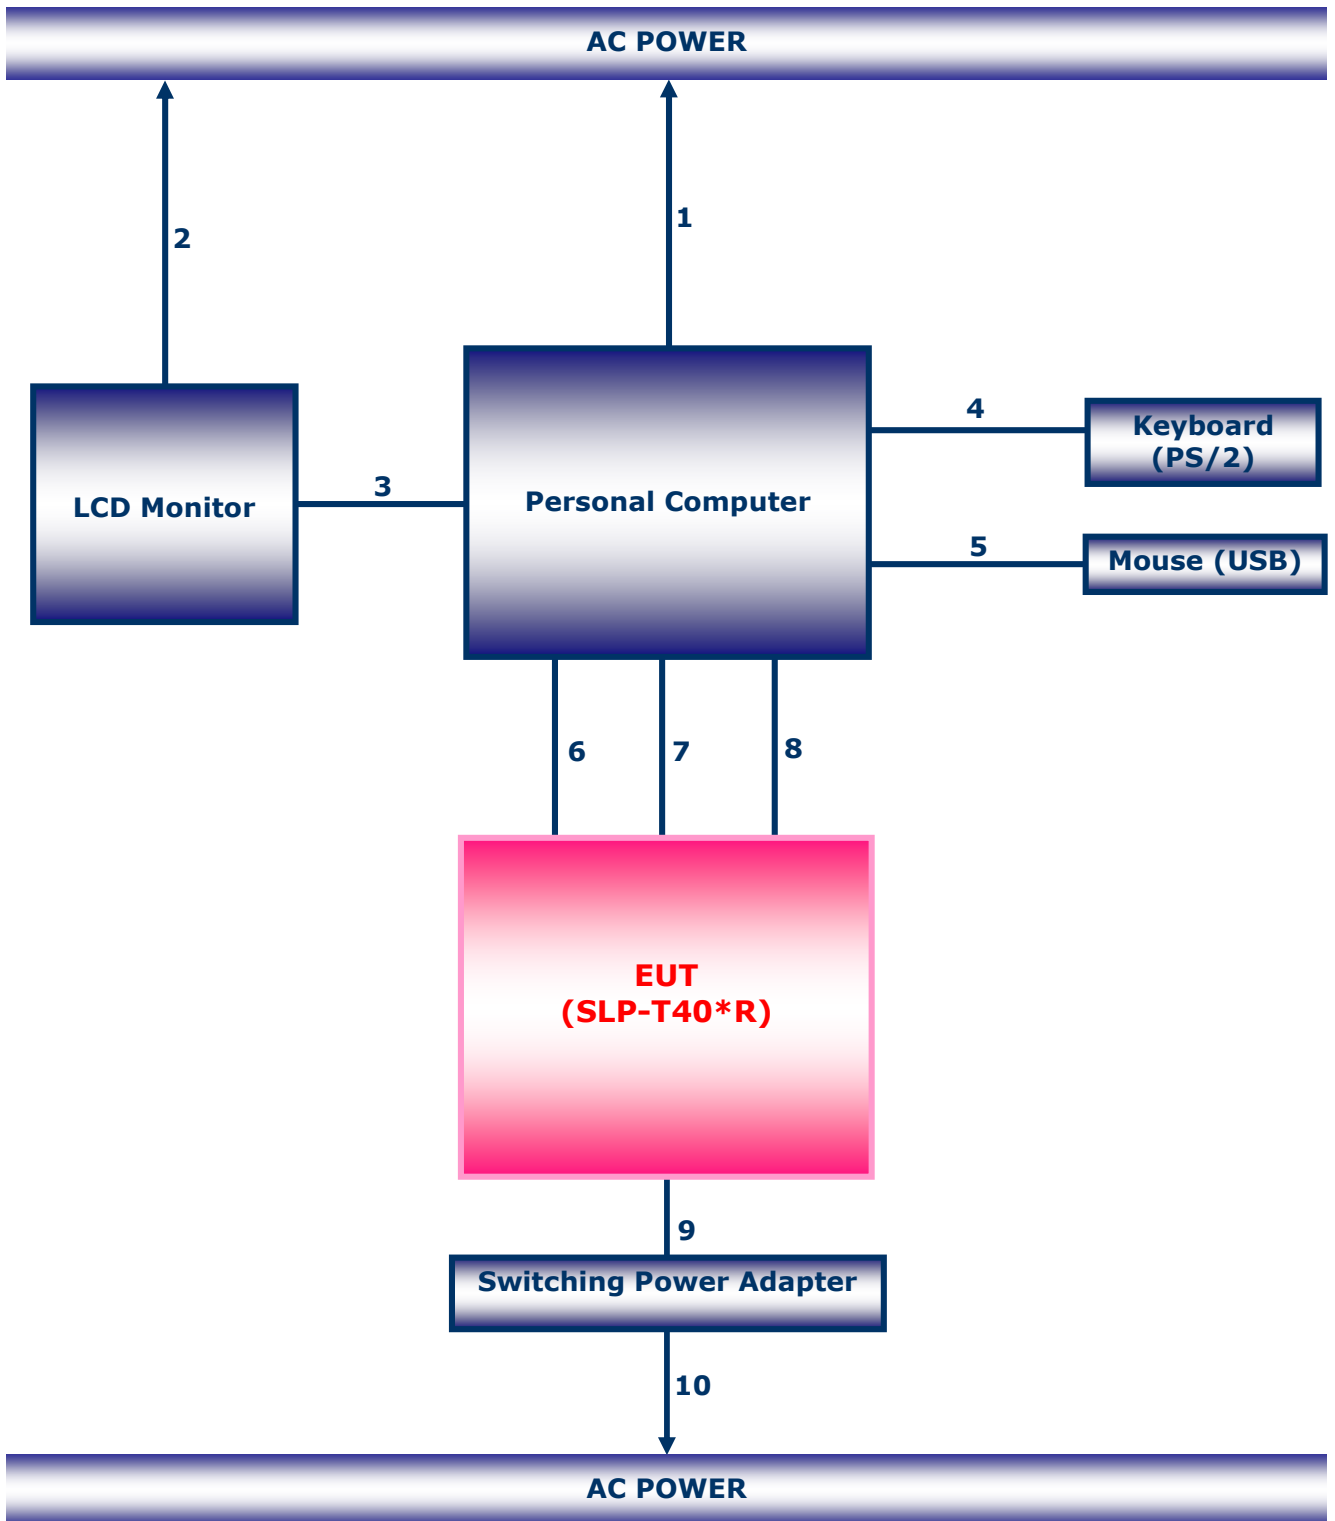 AC POWER
1
2
4
Keyboard
(PS/2)
3
LCD Monitor
Personal Computer
5
Mouse (USB)
6
7
8
EUT
(SLP-T40*R)
9
Switching Power Adapter
10
AC POWER